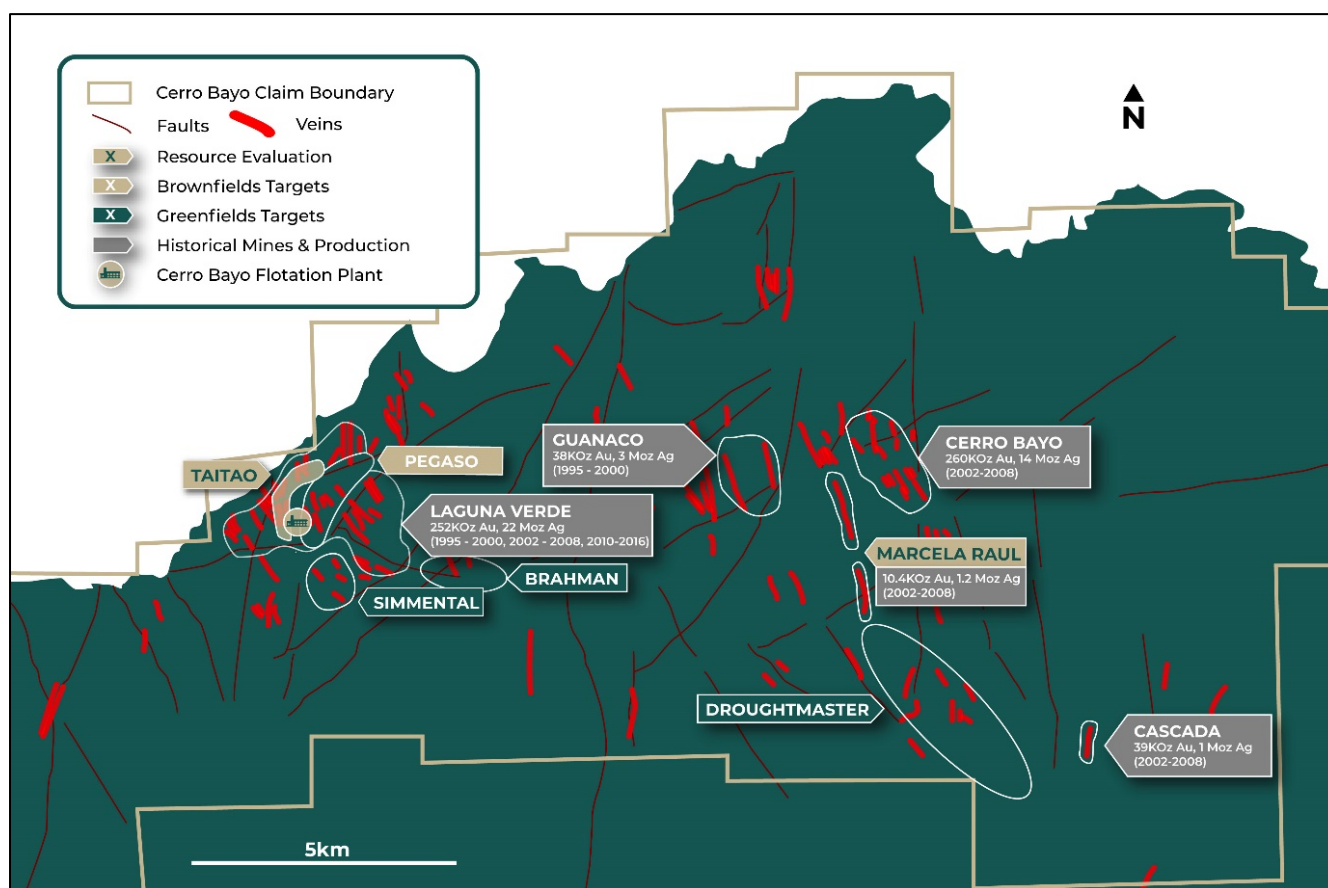 Cerro Bayo Claim Boundary
Faults
Veins
X
Resource Evaluation
X
Brownfields Targets
X
Greenfields Targets
Historical Mines & Production
Cerro Bayo Flotation Plant
N
TAITAO
PEGASO
LAGUNA VERDE
252KOz Au, 22 Moz Ag
(1995 - 2000, 2002 - 2008, 2010-2016)
BRAHMAN
SIMMENTAL
GUANACO
38KOz Au, 3 Moz Ag
(1995 - 2000)
CERRO BAYO
260KOz Au, 14 Moz Ag
(2002-2008)
MARCELA RAUL
10.4KOz Au, 1.2 Moz Ag
(2002-2008)
DROUGHTMASTER
CASCADA
39KOz Au, 1 Moz Ag
(2002-2008)
5km